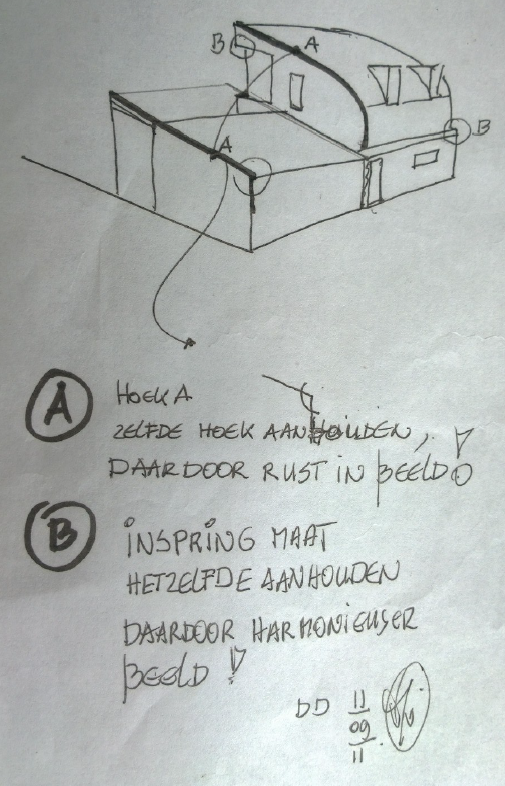 B
A
A
B
A
HOEK A
ZELFDE HOEK AANHOUDEN,
DAARDOOR RUST IN BEELD!
B
INSPRING MAAT
HETZELFDE AANHOUDEN
DAARDOOR HARMONIEUSER
BEELD!
DD 11
09
11